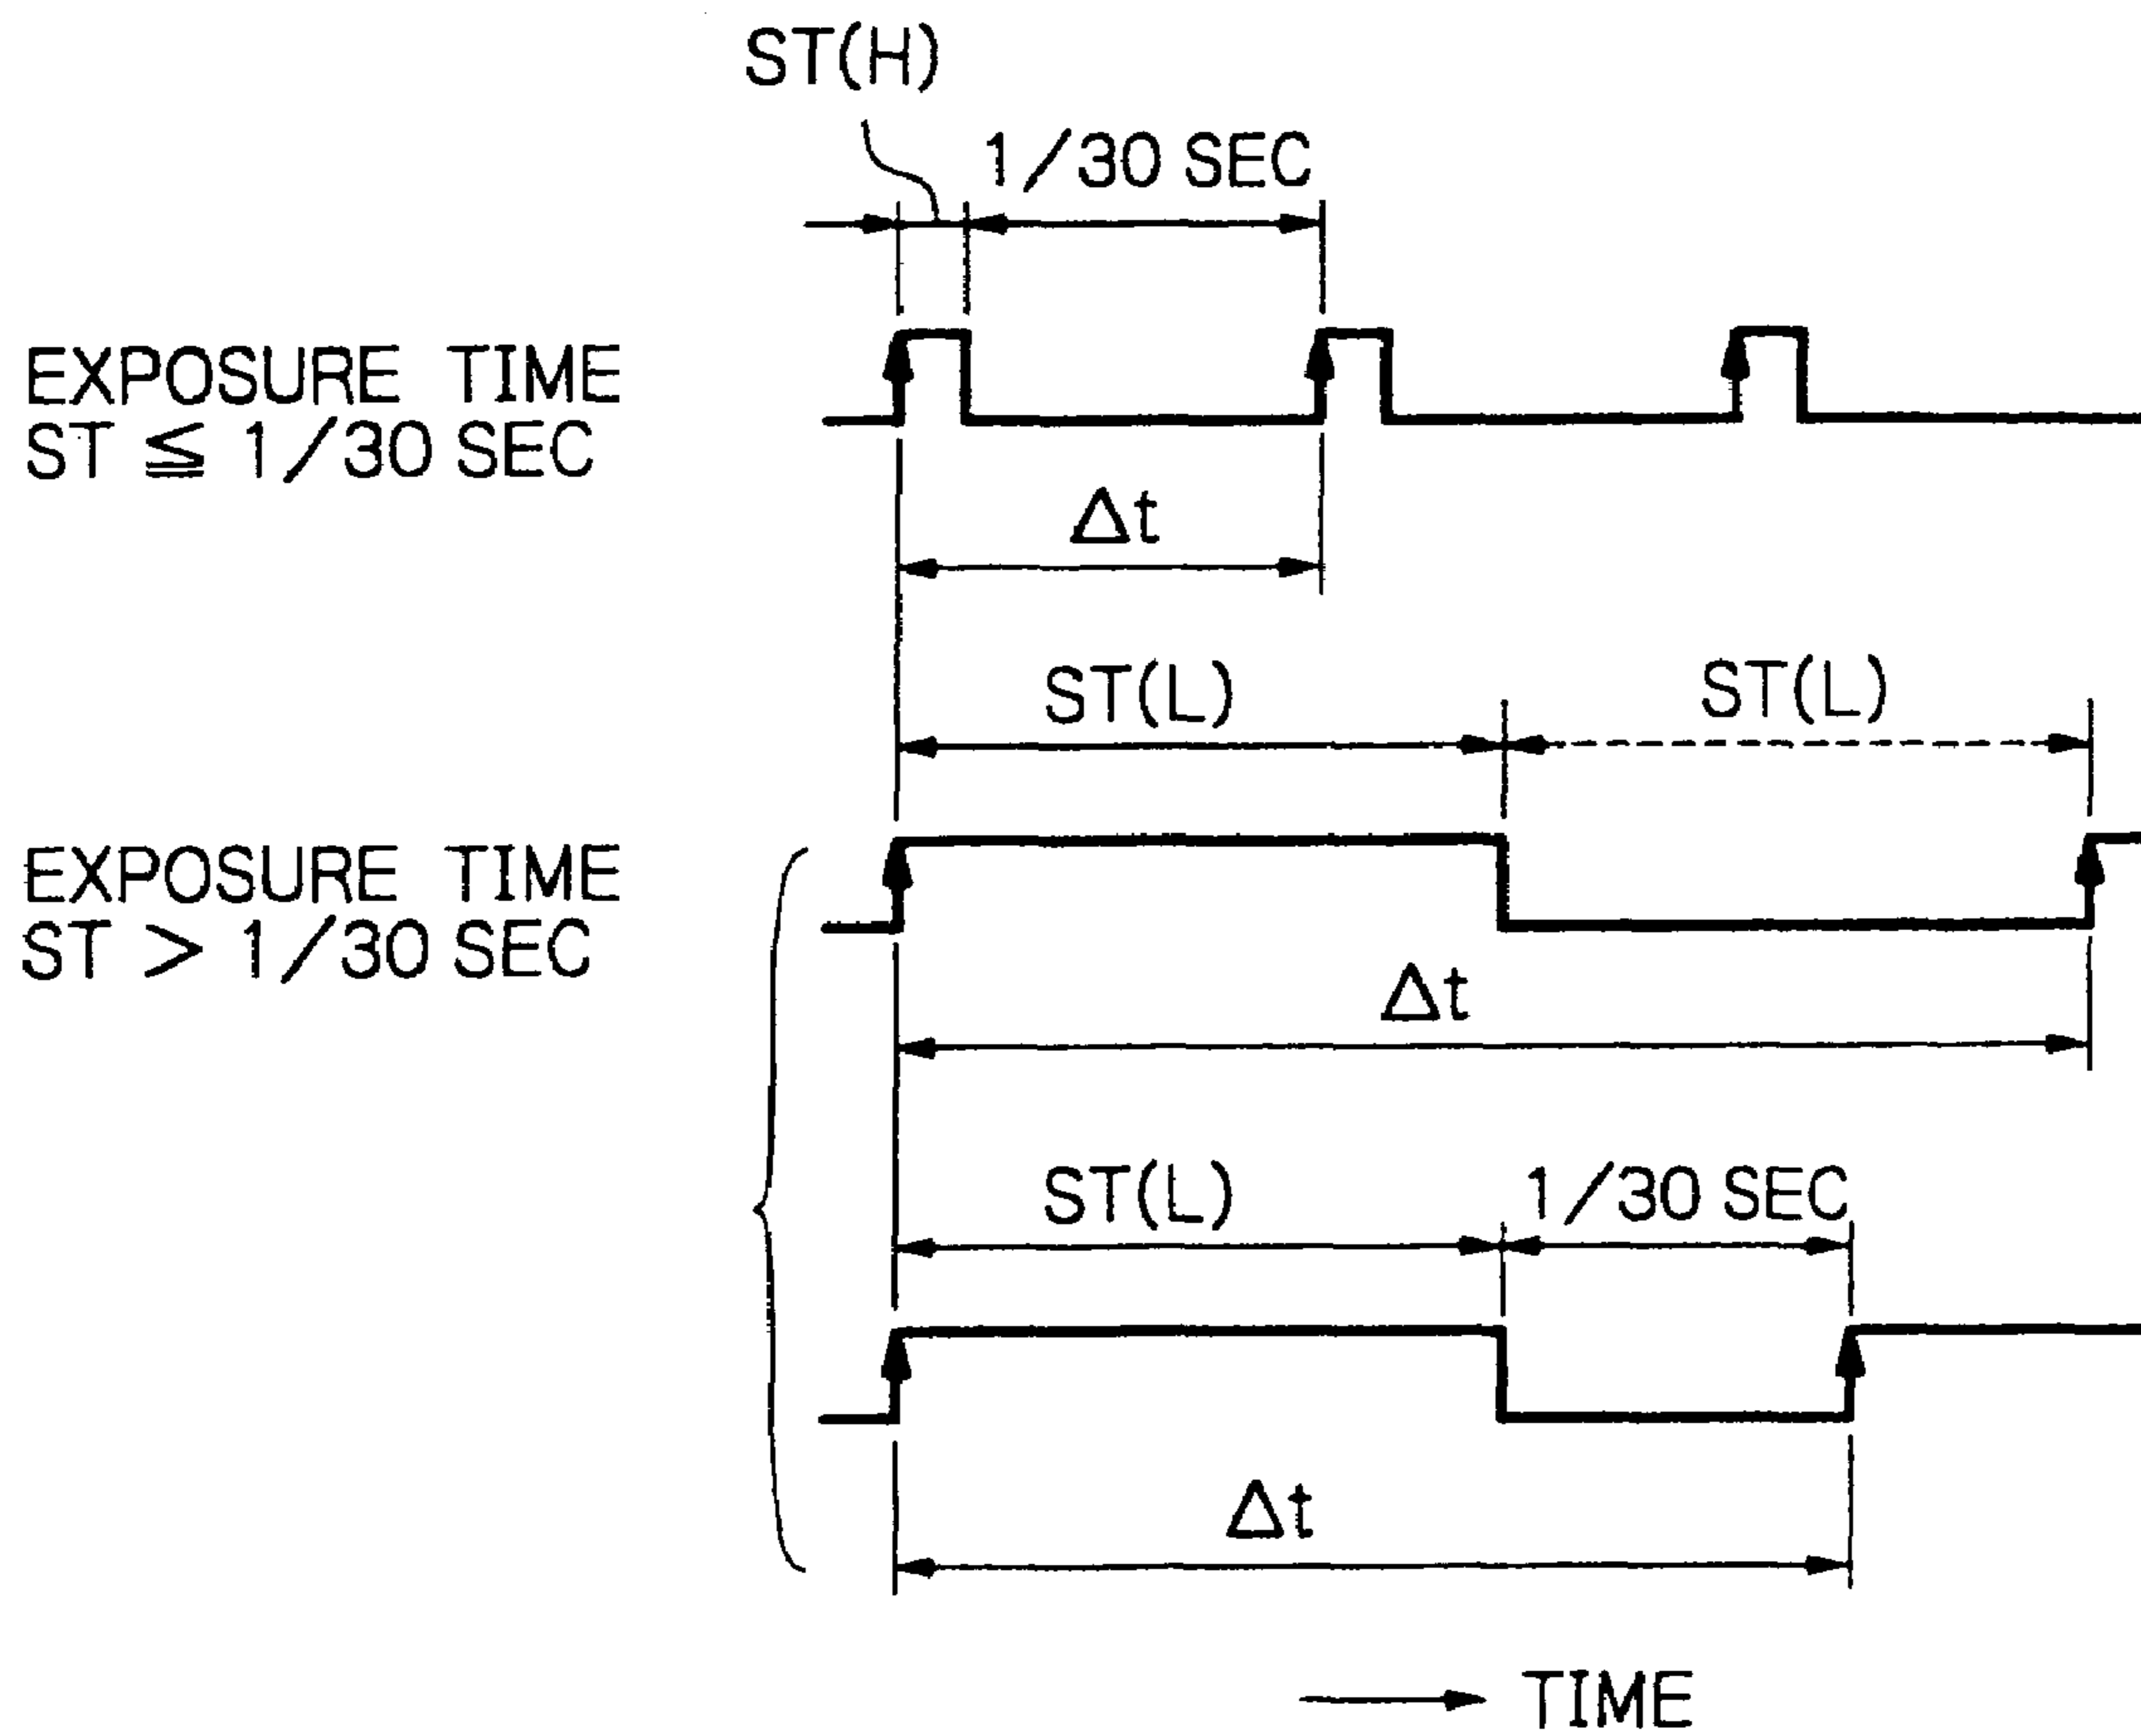 ST(H)
1/30 SEC
EXPOSURE TIME
ST ≦ 1/30 SEC
Δt
ST(L)
ST(L)
EXPOSURE TIME
ST > 1/30 SEC
Δt
ST(L)
1/30 SEC
Δt
TIME